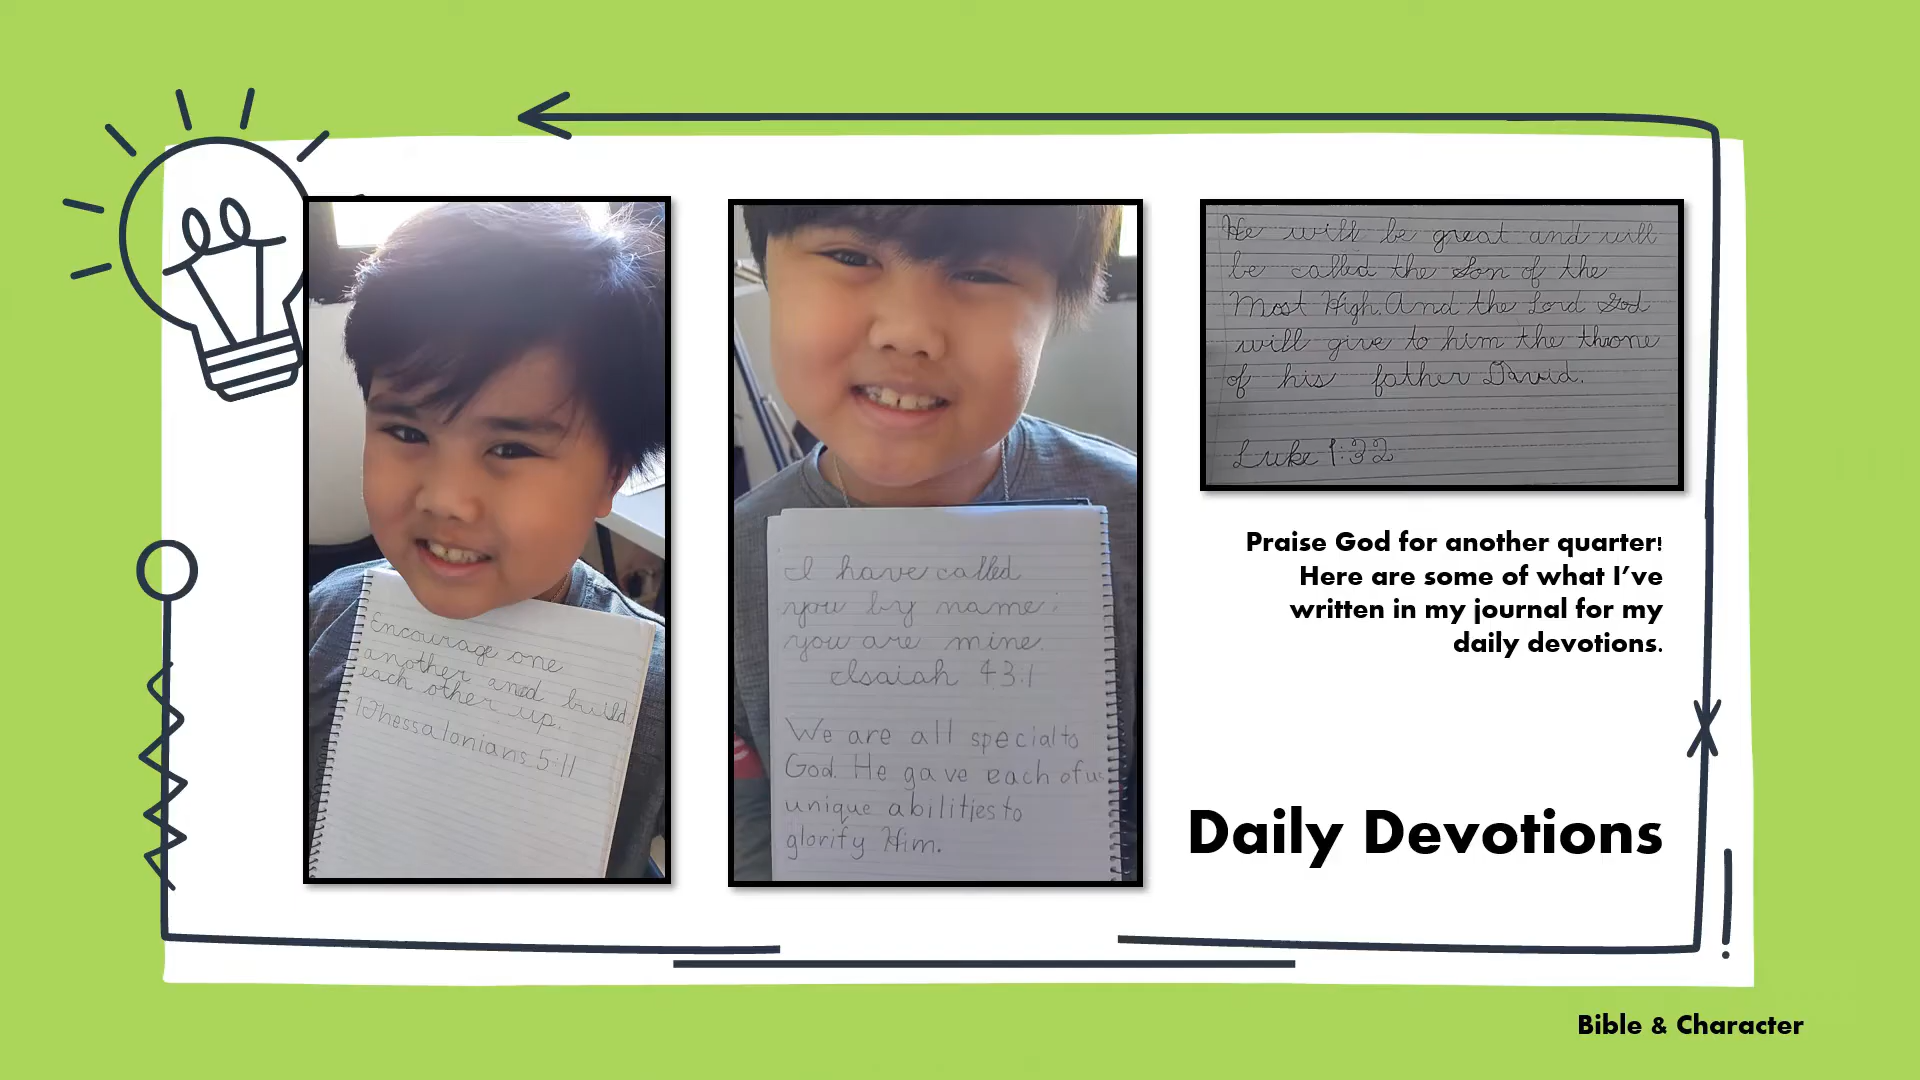 Encourage one
another and build
each other up.
1 Thessalonians 5:11
I have called
you by name;
you are mine.
Isaiah 43:1
We are all special to
God. He gave each of us
unique abilities to
glorify Him.
He will be great and will
be called the Son of the
Most High. And the Lord God
will give to him the throne
of his father David.
Luke 1:32
Praise God for another quarter!
Here are some of what I've
written in my journal for my
daily devotions.
Daily Devotions
Bible & Character